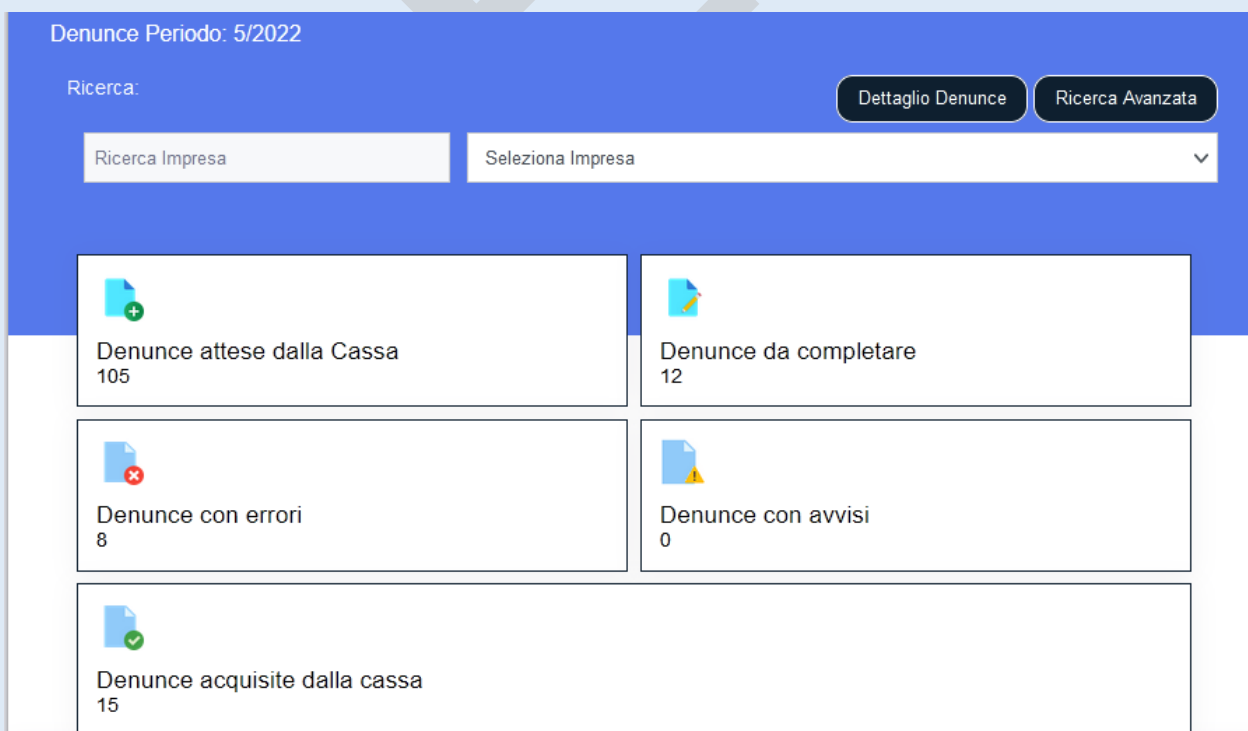 Denunce Periodo: 5/2022
Ricerca:
Dettaglio Denunce
Ricerca Avanzata
Ricerca Impresa
Seleziona Impresa
Denunce attese dalla Cassa
105
Denunce da completare
12
Denunce con errori
8
Denunce con avvisi
0
Denunce acquisite dalla cassa
15